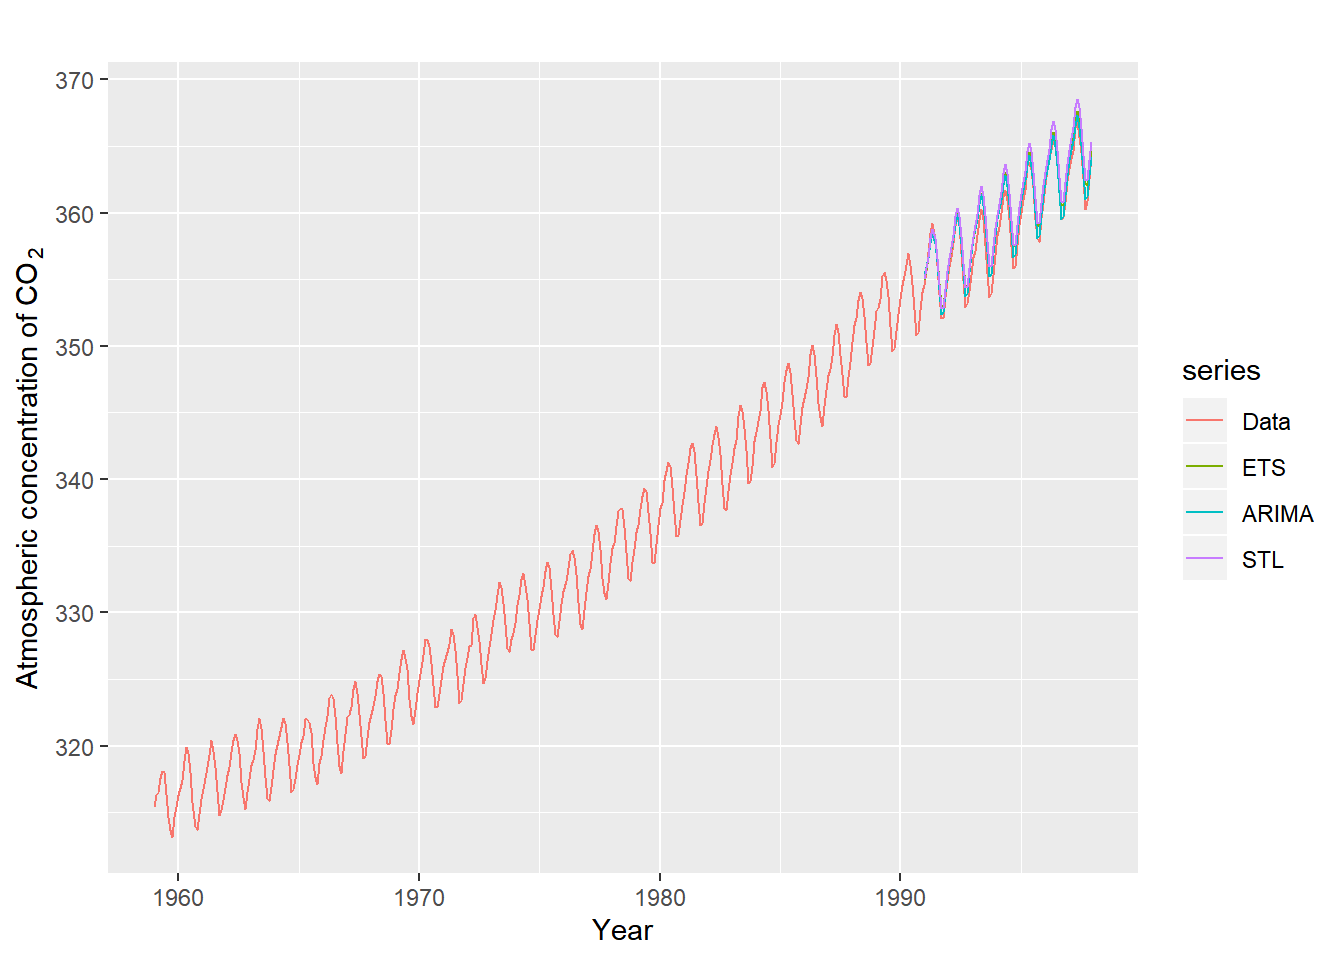 370
360
350
340
330
320
Atmospheric concentration of CO₂
1960 1970 1980 1990
Year
series
Data
ETS
ARIMA
STL